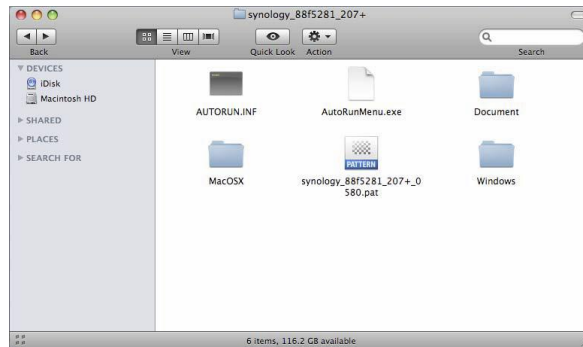 synology_88f5281_207+
Back
View
Quick Look
Action
Search
DEVICES
iDisk
Macintosh HD
SHARED
PLACES
SEARCH FOR
AUTORUN.INF
AutoRunMenu.exe
Document
MacOSX
PATTERN
synology_88f5281_207+_0
580.pat
Windows
6 items, 116.2 GB available